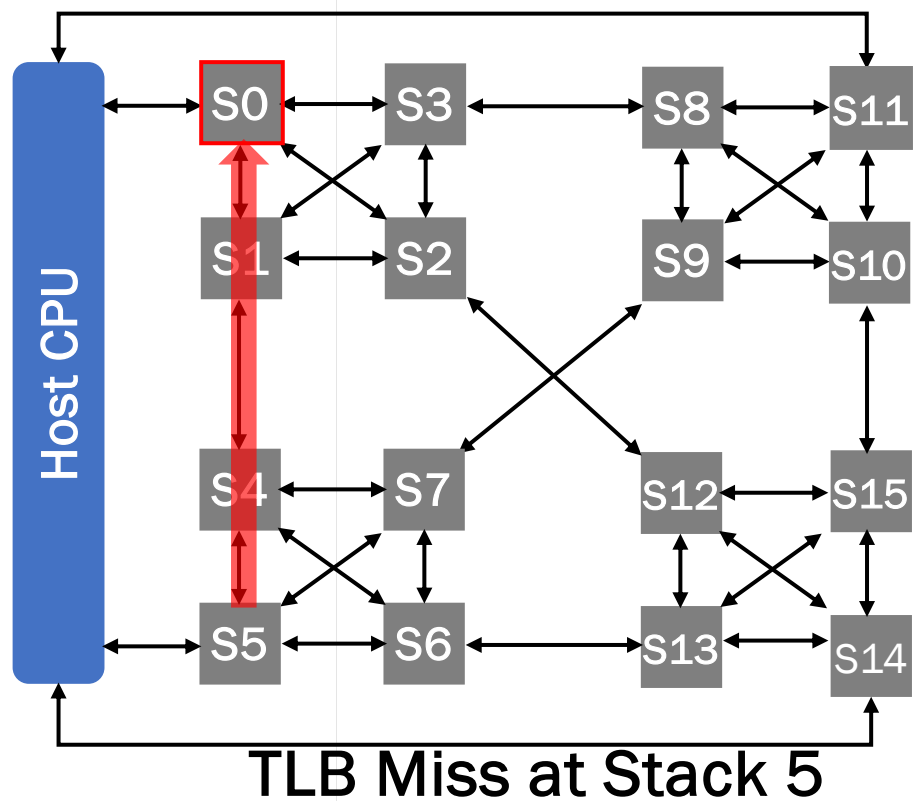 Host CPU
S0
S3
S8
S11
S1
S2
S9
S10
S4
S7
S12
S15
S5
S6
S13
S14
TLB Miss at Stack 5